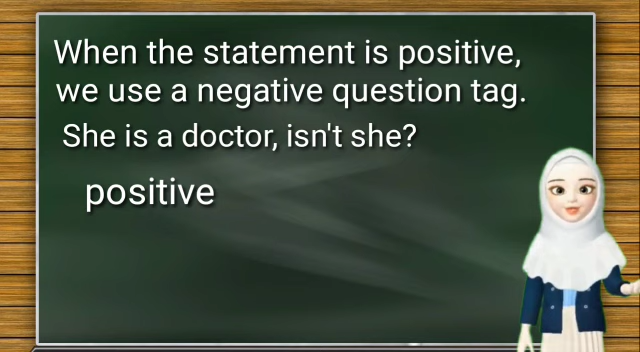 When the statement is positive,
we use a negative question tag.
She is a doctor, isn't she?
positive